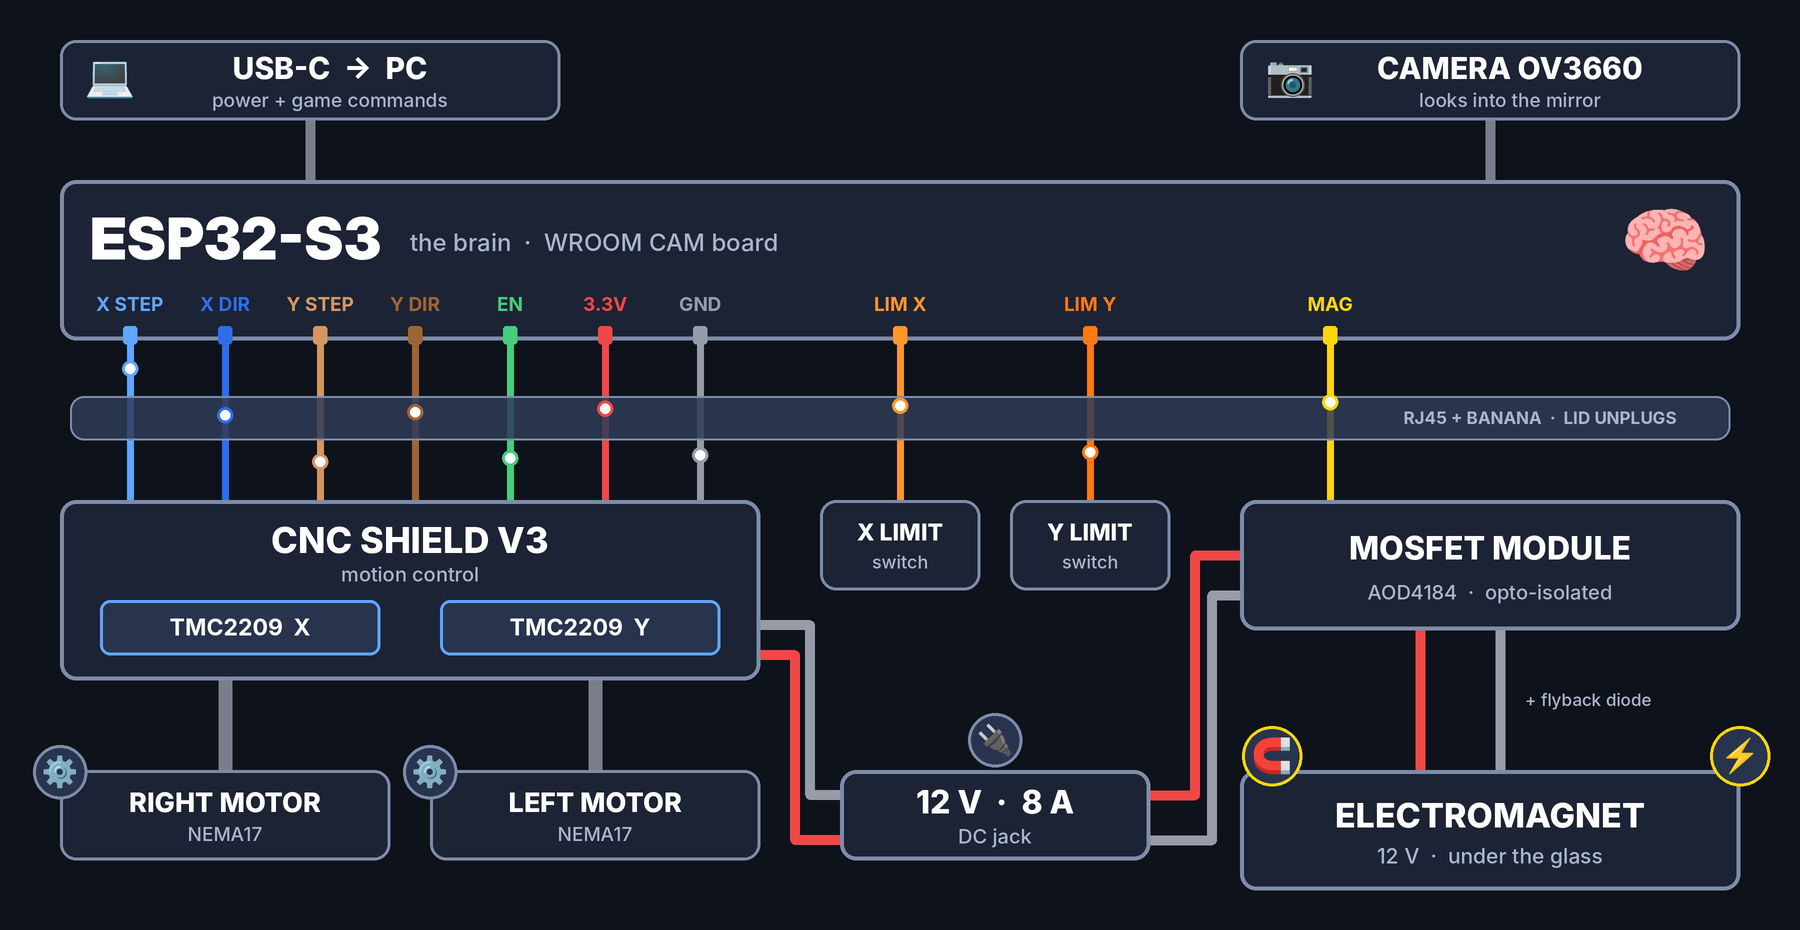 USB-C → PC
power + game commands
CAMERA OV3660
looks into the mirror
ESP32-S3
the brain · WROOM CAM board
X STEP
X DIR
Y STEP
Y DIR
EN
3.3V
GND
LIM X
LIM Y
MAG
RJ45 + BANANA · LID UNPLUGS
CNC SHIELD V3
motion control
TMC2209 X
TMC2209 Y
X LIMIT
switch
Y LIMIT
switch
MOSFET MODULE
AOD4184 · opto-isolated
+ flyback diode
RIGHT MOTOR
NEMA17
LEFT MOTOR
NEMA17
12 V · 8 A
DC jack
ELECTROMAGNET
12 V · under the glass